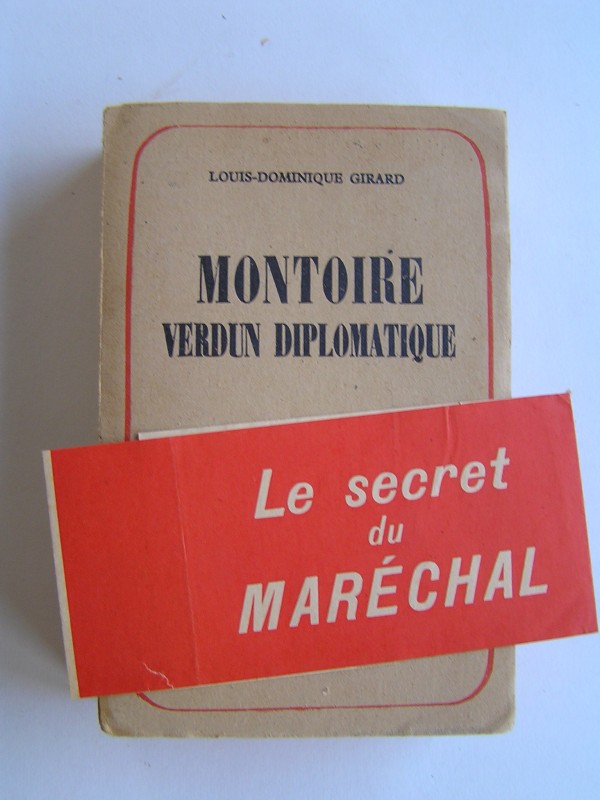 LOUIS-DOMINIQUE GIRARD
MONTOIRE
VERDUN DIPLOMATIQUE
Le secret
du
MARÉCHAL